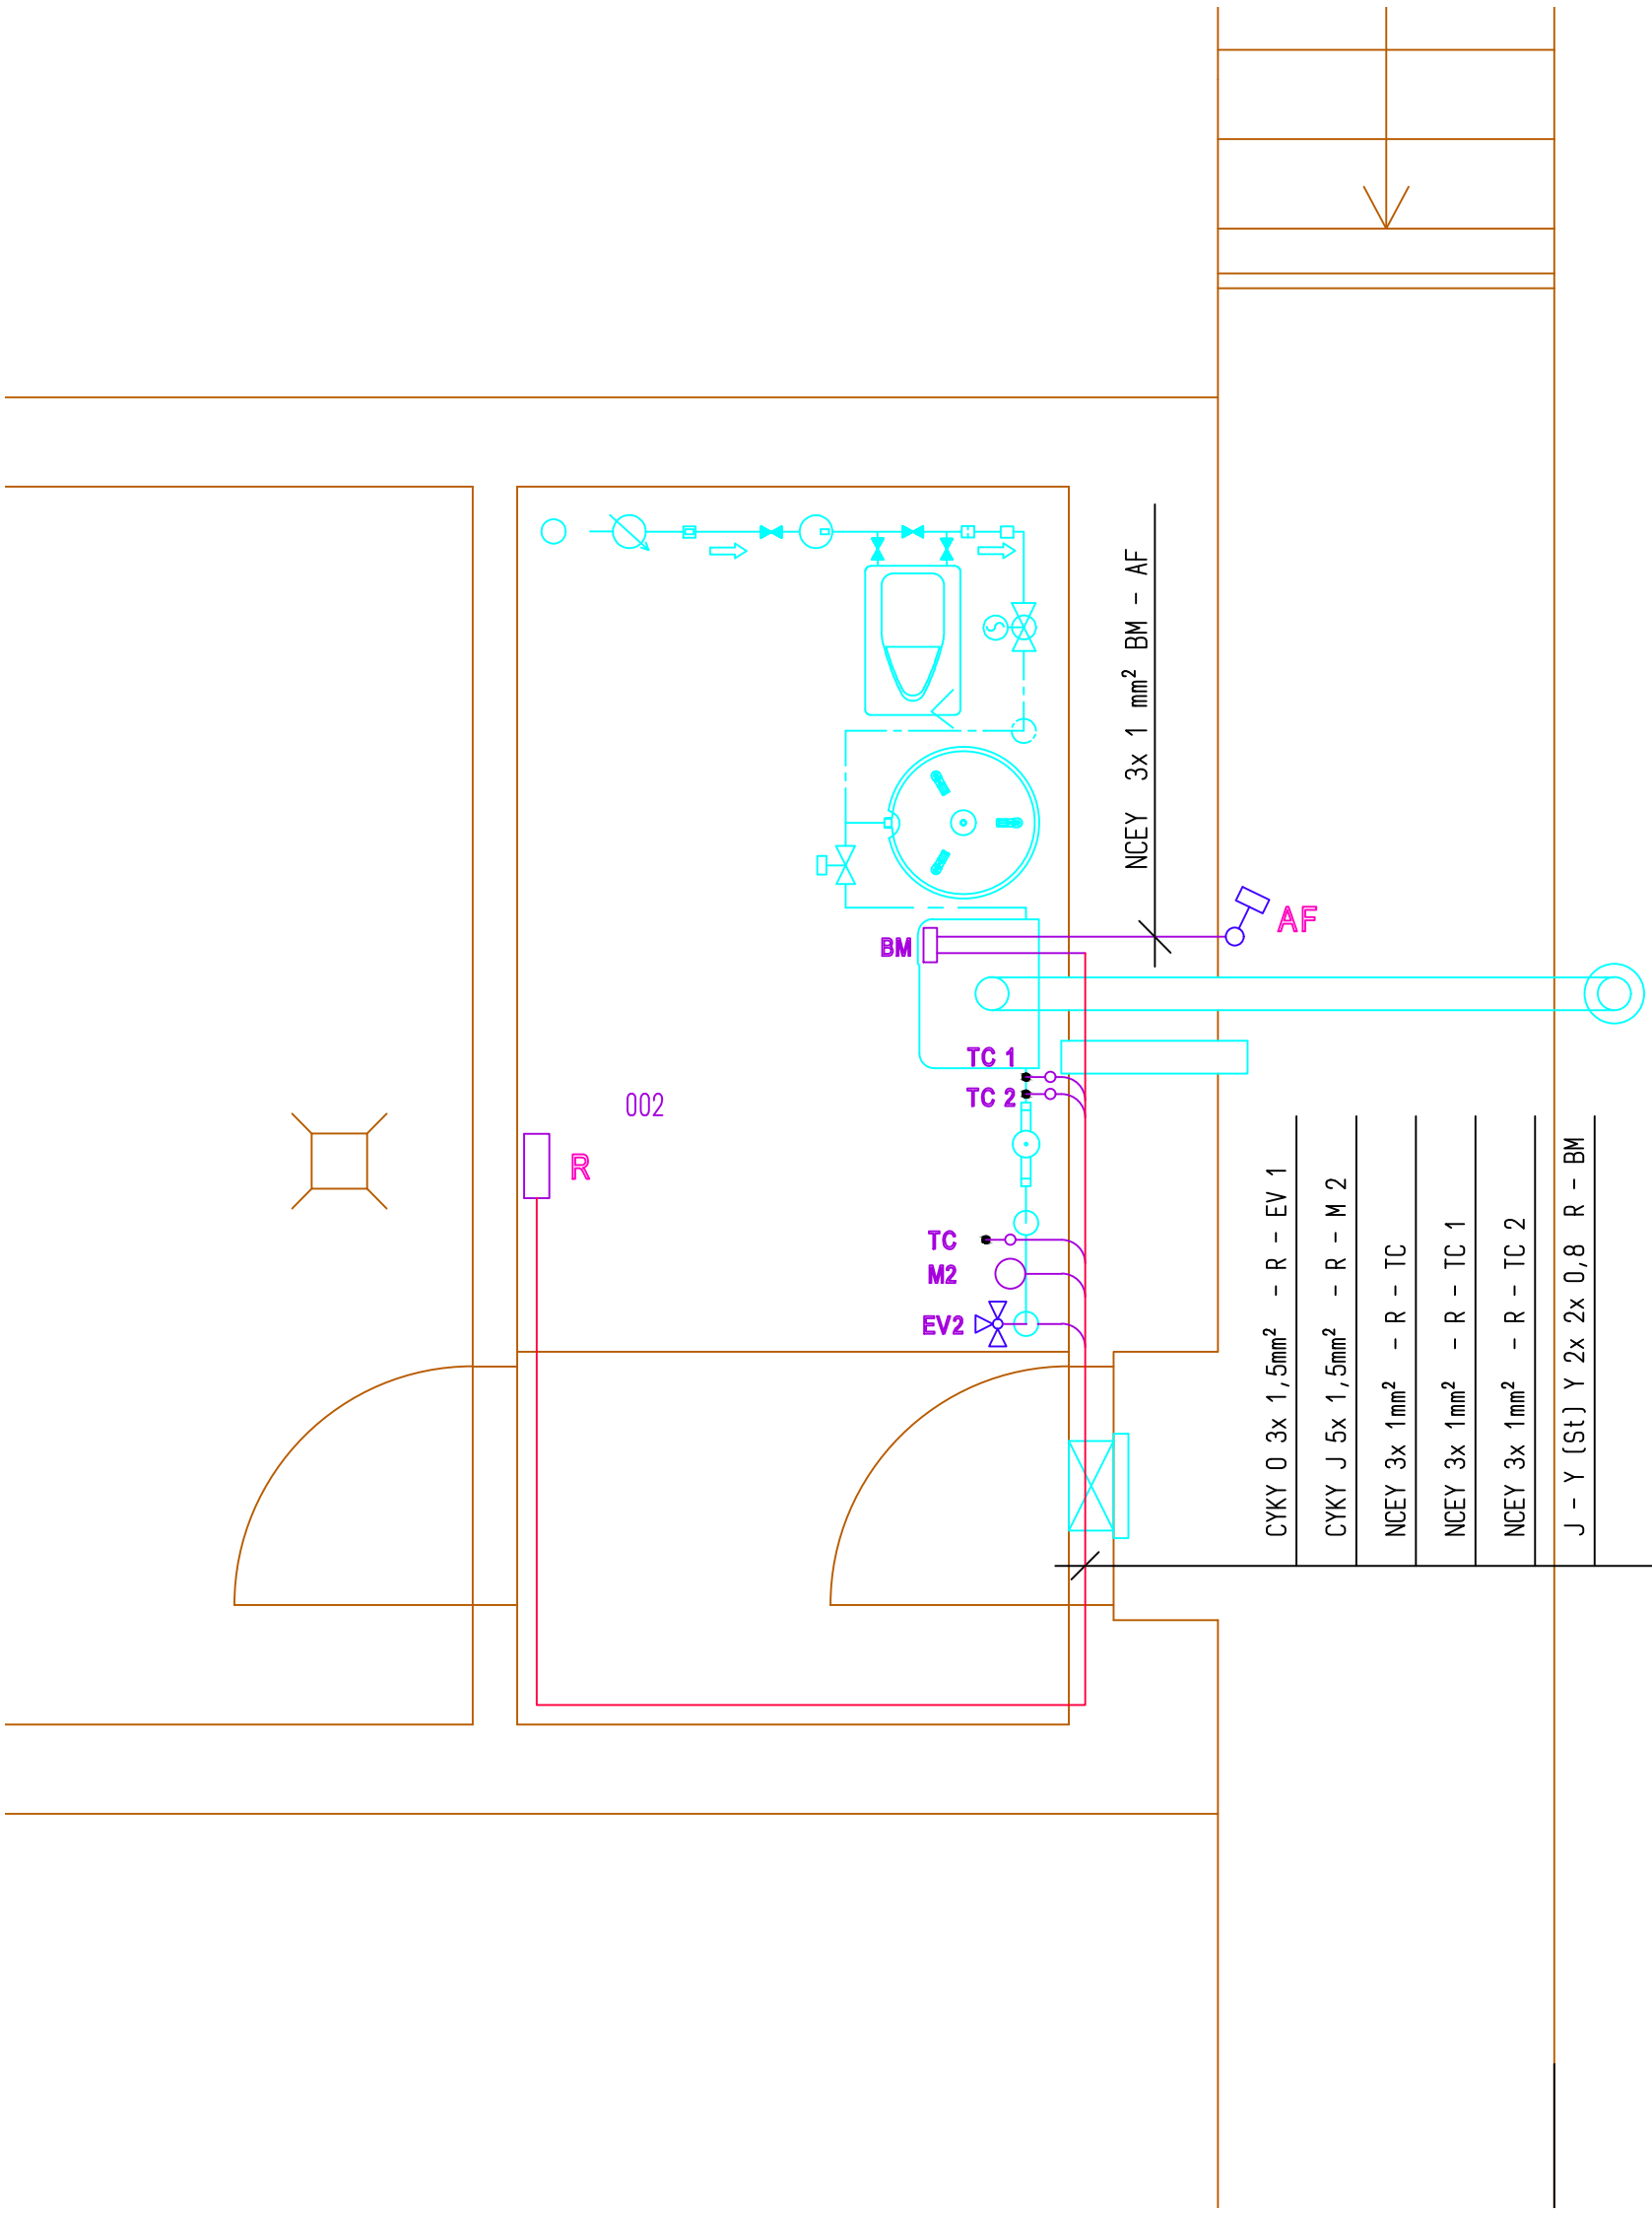 NCEY 3x 1 mm² BM - AF
AF
BM
TC 1
TC 2
002
R
TC
M2
EV2
CYKY O 3x 1,5mm² - R - EV 1
CYKY J 5x 1,5mm² - R - M 2
NCEY 3x 1mm² - R - TC
NCEY 3x 1mm² - R - TC 1
NCEY 3x 1mm² - R - TC 2
J - Y (St) Y 2x 2x 0,8 R - BM